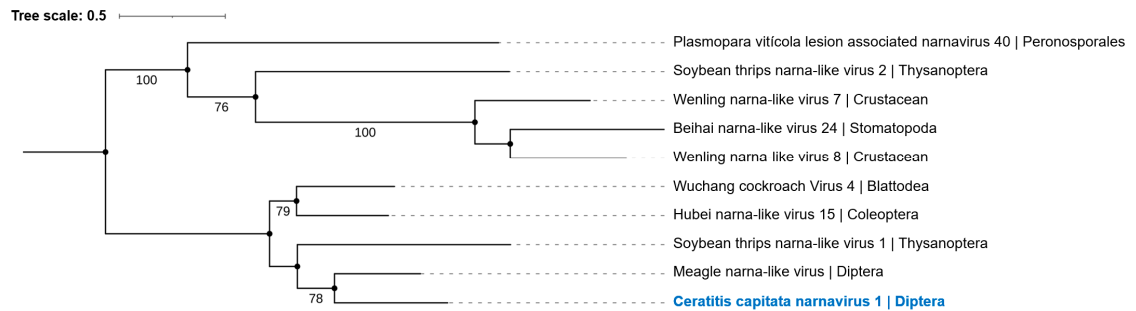 Tree scale: 0.5
Plasmopara vitícola lesion associated narnavirus 40 | Peronosporales
100
Soybean thrips narna-like virus 2 | Thysanoptera
76
Wenling narna-like virus 7 | Crustacean
100
Beihai narna-like virus 24 | Stomatopoda
Wenling narna like virus 8 | Crustacean
Wuchang cockroach Virus 4 | Blattodea
79
Hubei narna-like virus 15 | Coleoptera
Soybean thrips narna-like virus 1 | Thysanoptera
Meagle narna-like virus | Diptera
78
Ceratitis capitata narnavirus 1 | Diptera